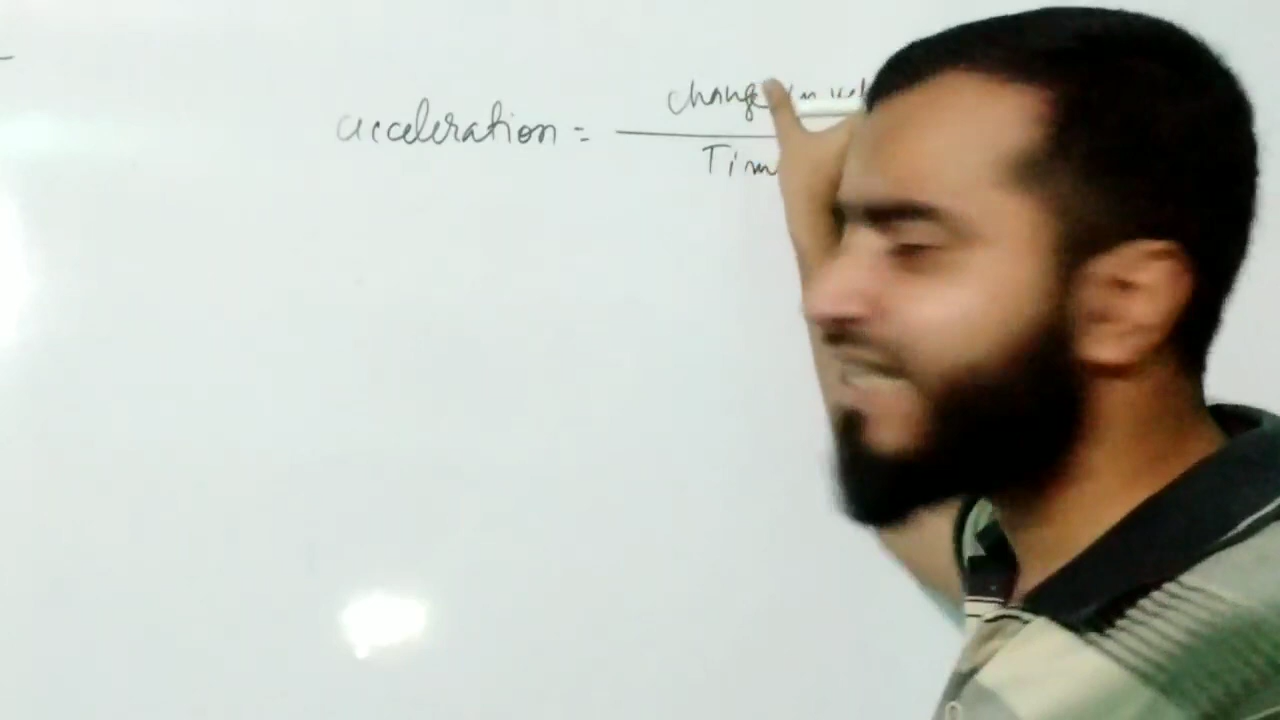 acceleration = change in vel
Tim